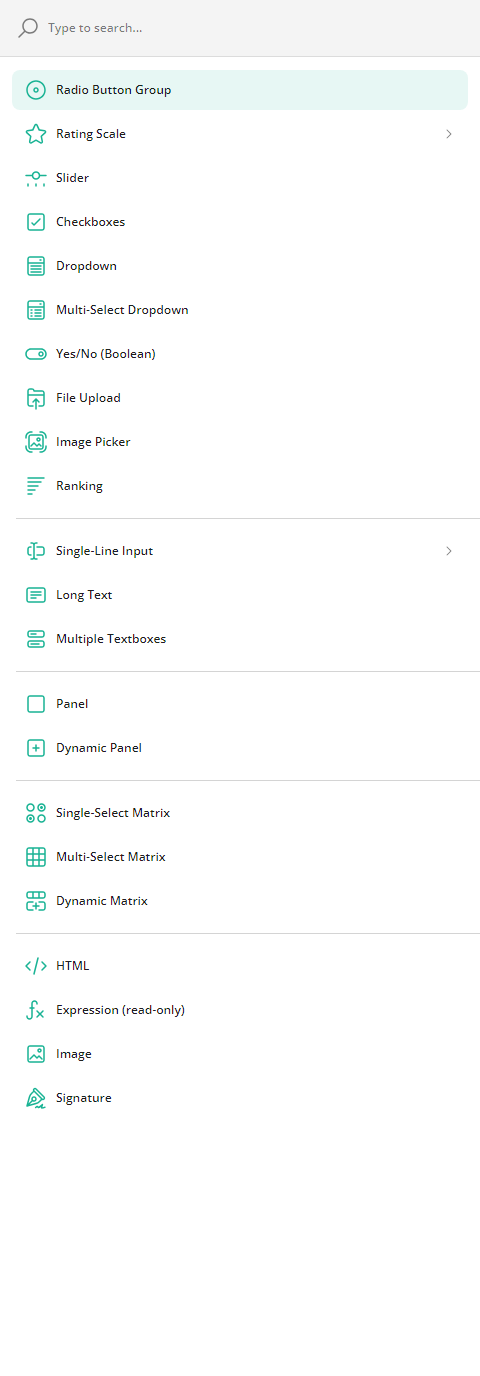 Type to search...
Radio Button Group
Rating Scale
Slider
Checkboxes
Dropdown
Multi-Select Dropdown
Yes/No (Boolean)
File Upload
Image Picker
Ranking
Single-Line Input
Long Text
Multiple Textboxes
Panel
Dynamic Panel
Single-Select Matrix
Multi-Select Matrix
Dynamic Matrix
HTML
Expression (read-only)
Image
Signature